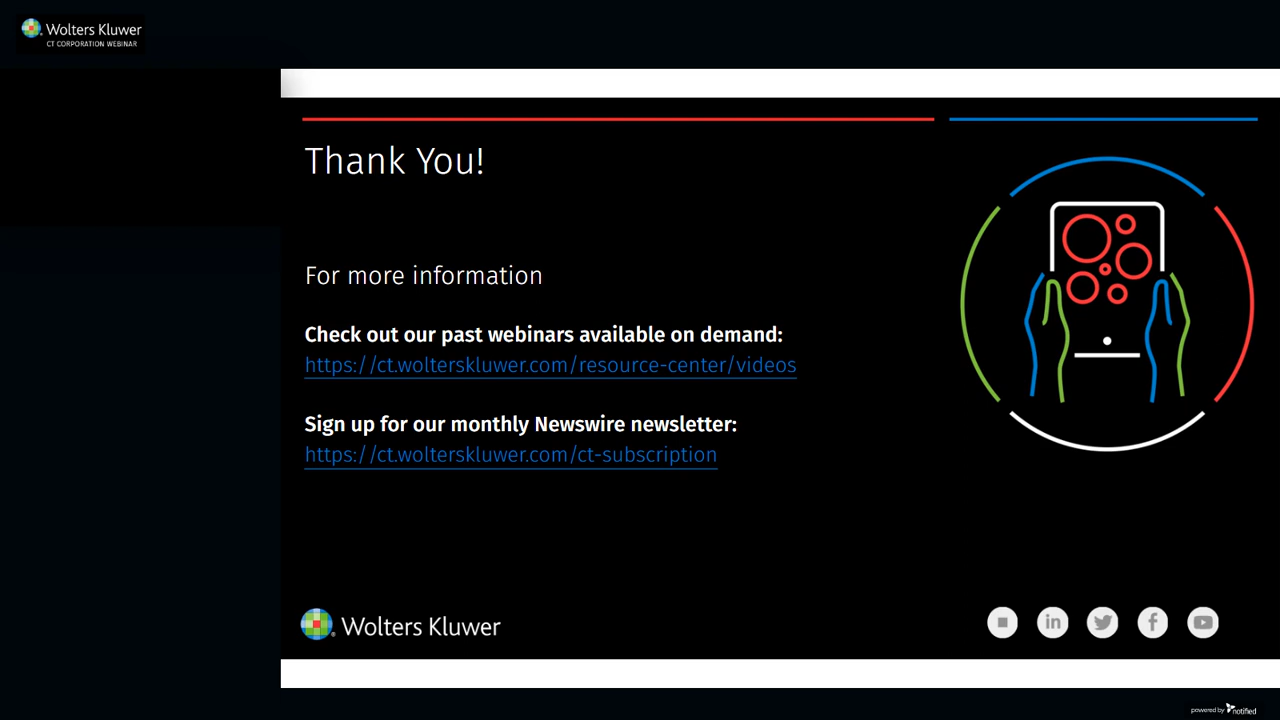 Wolters Kluwer
CT CORPORATION WEBINAR
Thank You!
For more information
Check out our past webinars available on demand:
https://ct.wolterskluwer.com/resource-center/videos
Sign up for our monthly Newswire newsletter:
https://ct.wolterskluwer.com/ct-subscription
Wolters Kluwer
powered by notified